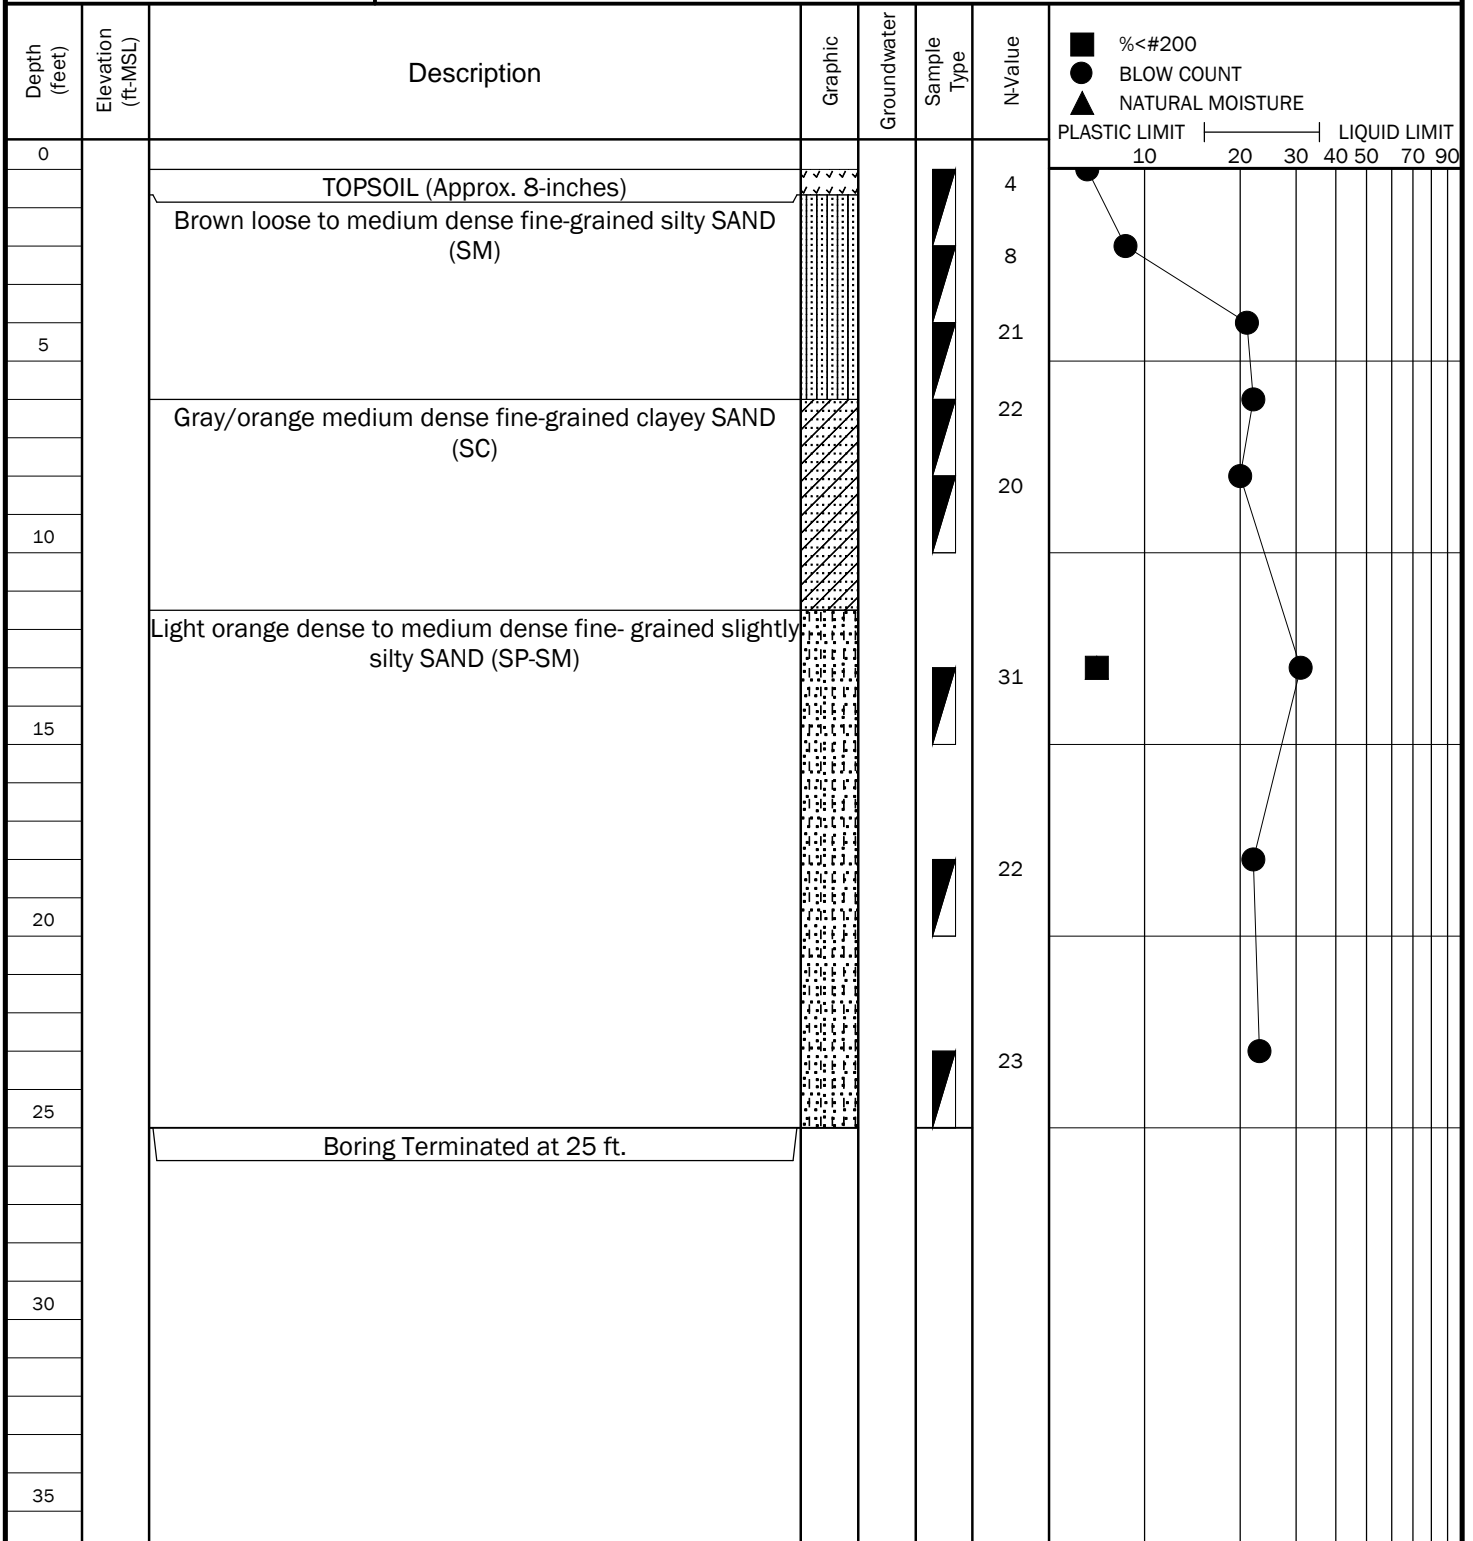 Depth
(feet)
Elevation
(ft-MSL)
Description
Graphic
Groundwater
Sample
Type
N-Value
%<#200
BLOW COUNT
NATURAL MOISTURE
PLASTIC LIMIT LIQUID LIMIT
10 20 30 40 50 70 90
0
TOPSOIL (Approx. 8-inches)
4
Brown loose to medium dense fine-grained silty SAND
(SM)
8
21
5
22
Gray/orange medium dense fine-grained clayey SAND
(SC)
20
10
Light orange dense to medium dense fine- grained slightly
silty SAND (SP-SM)
31
15
22
20
23
25
Boring Terminated at 25 ft.
30
35